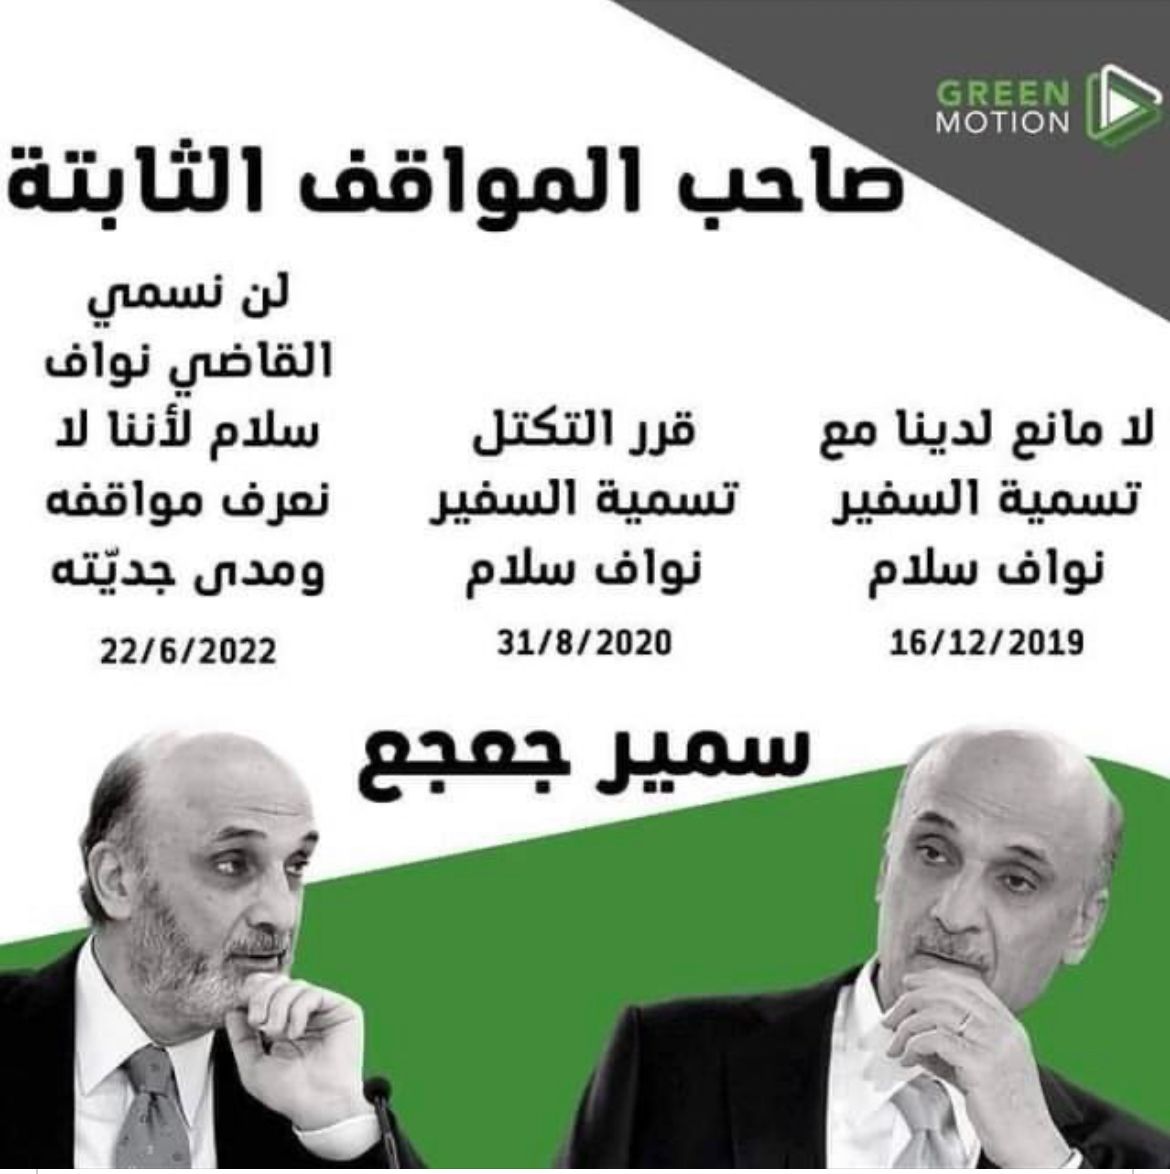 GREEN
MOTION
صاحب المواقف الثابتة
لا مانع لدينا مع
تسمية السفير
نواف سلام
16/12/2019
قرر التكتل
تسمية السفير
نواف سلام
31/8/2020
لن نسمي
القاضي نواف
سلام لأننا لا
نعرف مواقفه
ومدى جديّته
22/6/2022
سمير جعجع